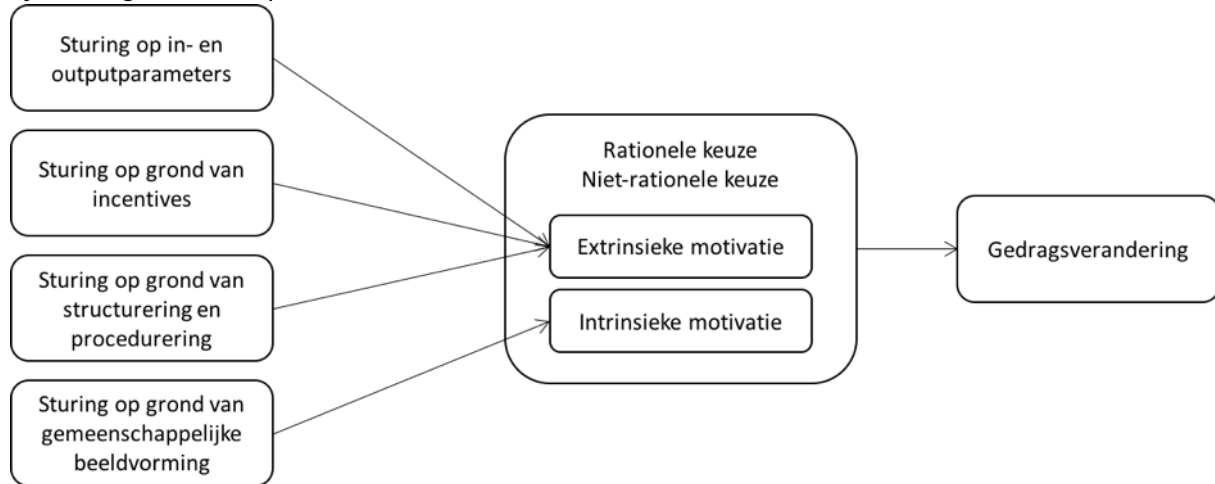 Sturing op in- en
outputparameters
Sturing op grond van
incentives
Sturing op grond van
structurering en
procedurering
Sturing op grond van
gemeenschappelijke
beeldvorming
Rationele keuze
Niet-rationele keuze
Extrinsieke motivatie
Intrinsieke motivatie
Gedragsverandering